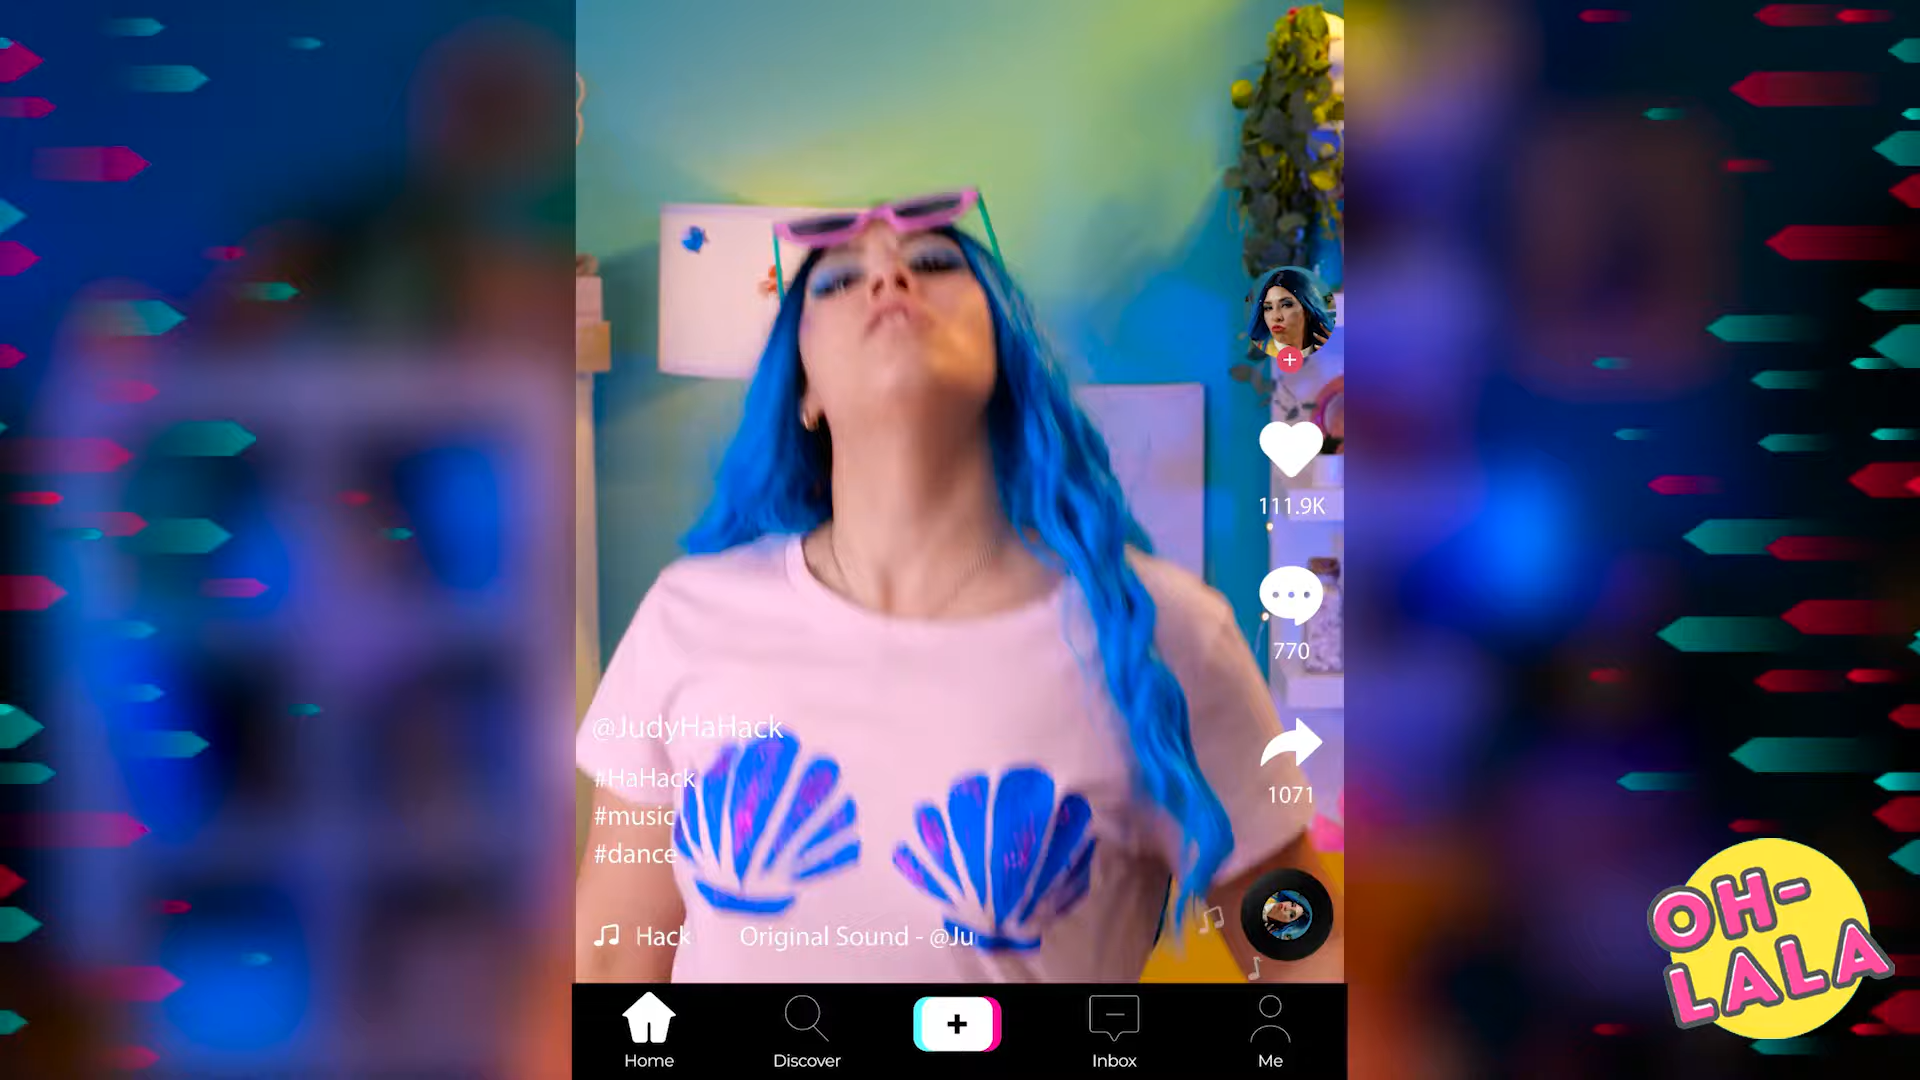 111.9K
770
1071
@JudyHaHack
#HaHack
#music
#dance
Hack Original Sound - @Ju
Home
Discover
Inbox
Me
OH-
LALA